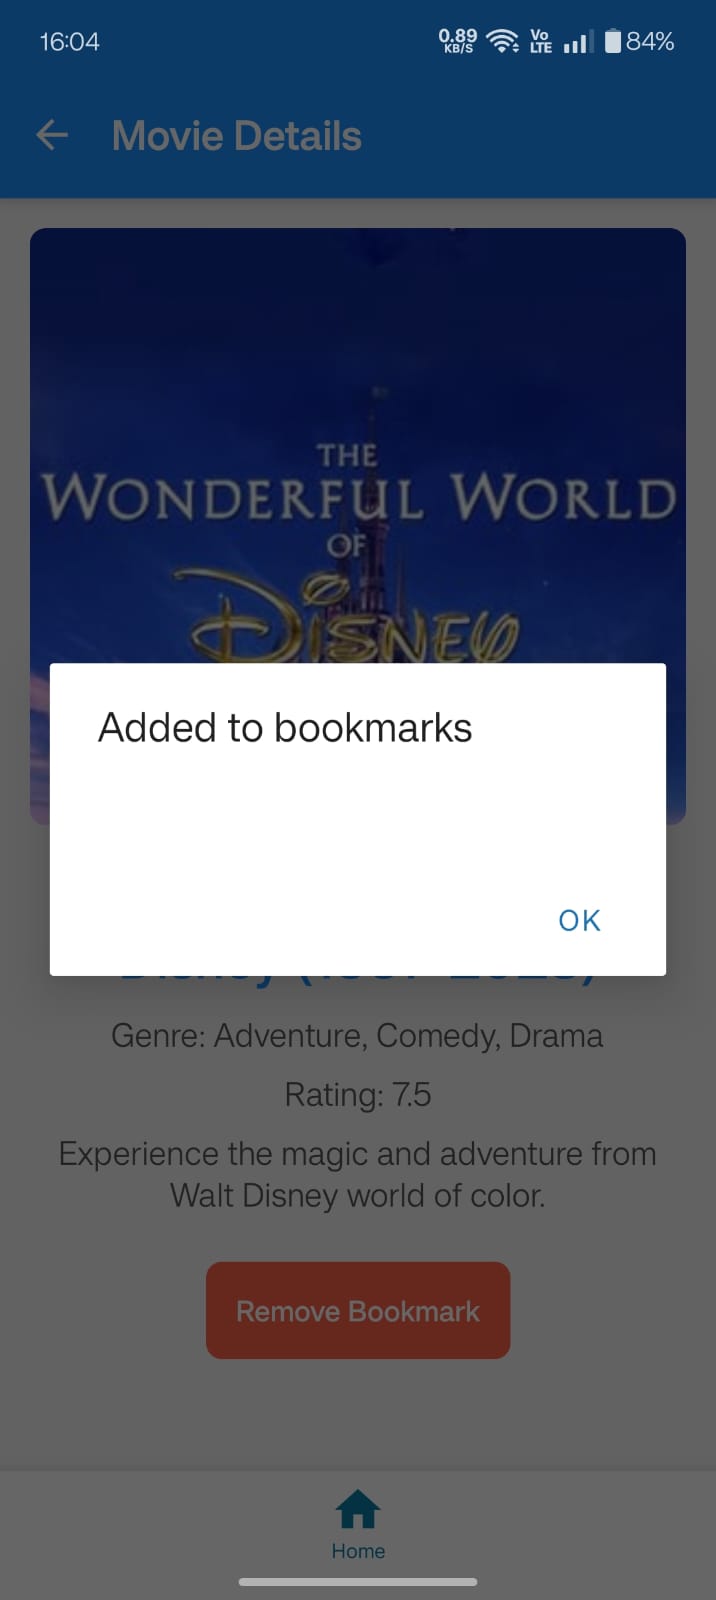 16:04
0.89
KB/S
Vo
LTE
84%
Movie Details
THE
WONDERFUL WORLD
OF
DISNEY
Added to bookmarks
OK
Genre: Adventure, Comedy, Drama
Rating: 7.5
Experience the magic and adventure from
Walt Disney world of color.
Remove Bookmark
Home